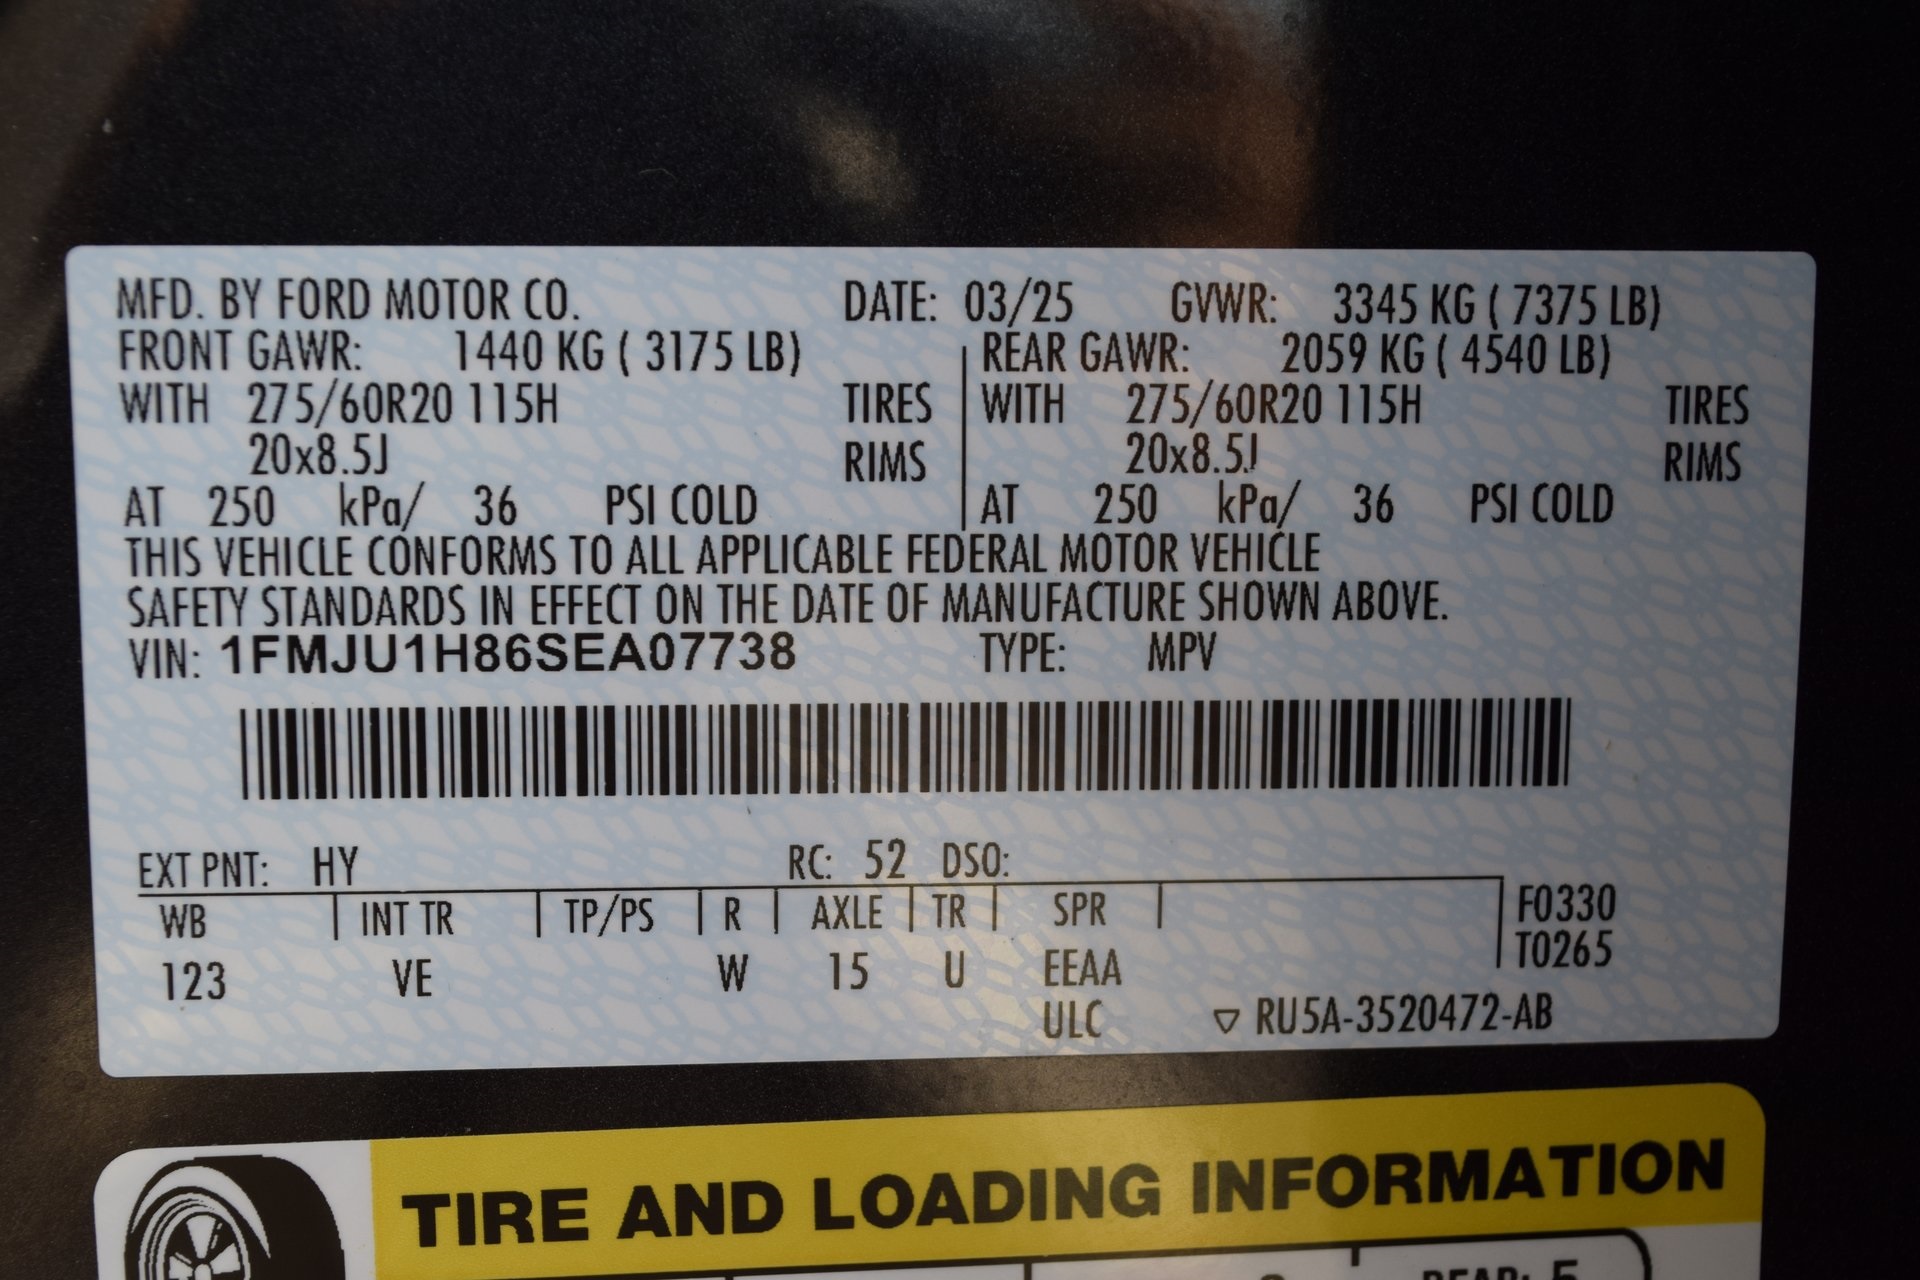 MFD. BY FORD MOTOR CO. DATE: 03/25 GVWR: 3345 KG ( 7375 LB)
FRONT GAWR: 1440 KG ( 3175 LB) REAR GAWR: 2059 KG ( 4540 LB)
WITH 275/60R20 115H TIRES WITH 275/60R20 115H TIRES
20x8.5J RIMS 20x8.5J RIMS
AT 250 kPa/ 36 PSI COLD AT 250 kPa/ 36 PSI COLD
THIS VEHICLE CONFORMS TO ALL APPLICABLE FEDERAL MOTOR VEHICLE
SAFETY STANDARDS IN EFFECT ON THE DATE OF MANUFACTURE SHOWN ABOVE.
VIN: 1FMJU1H86SEA07738 TYPE: MPV
EXT PNT: HY RC: 52 DSO:
WB INT TR TP/PS R AXLE TR SPR F0330
T0265
123 VE W 15 U EEAA
ULC ▽ RU5A-3520472-AB
TIRE AND LOADING INFORMATION
REAR: 5